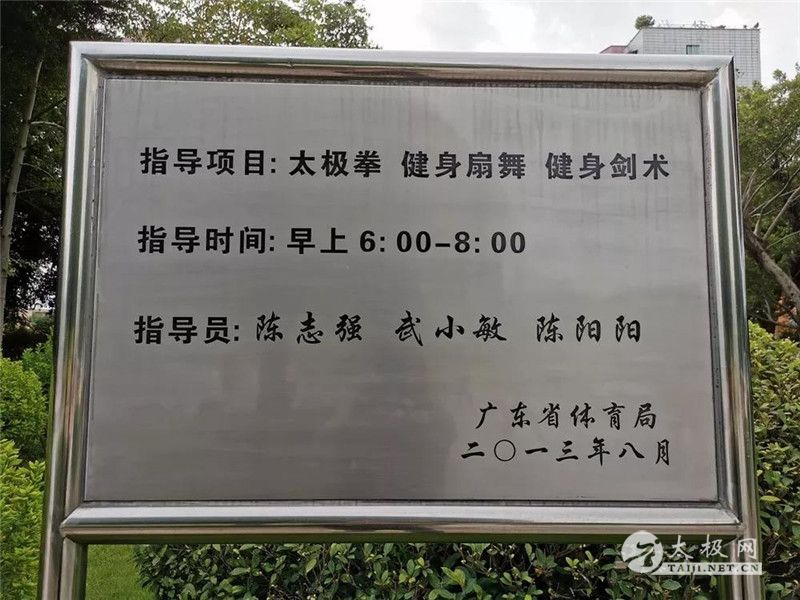 指导项目: 太极拳 健身扇舞 健身剑术
指导时间: 早上 6: 00-8: 00
指导员: 陈志强 武小敏 陈阳阳
广东省体育局
二〇一三年八月
太极网
TAIJI.NET.CN